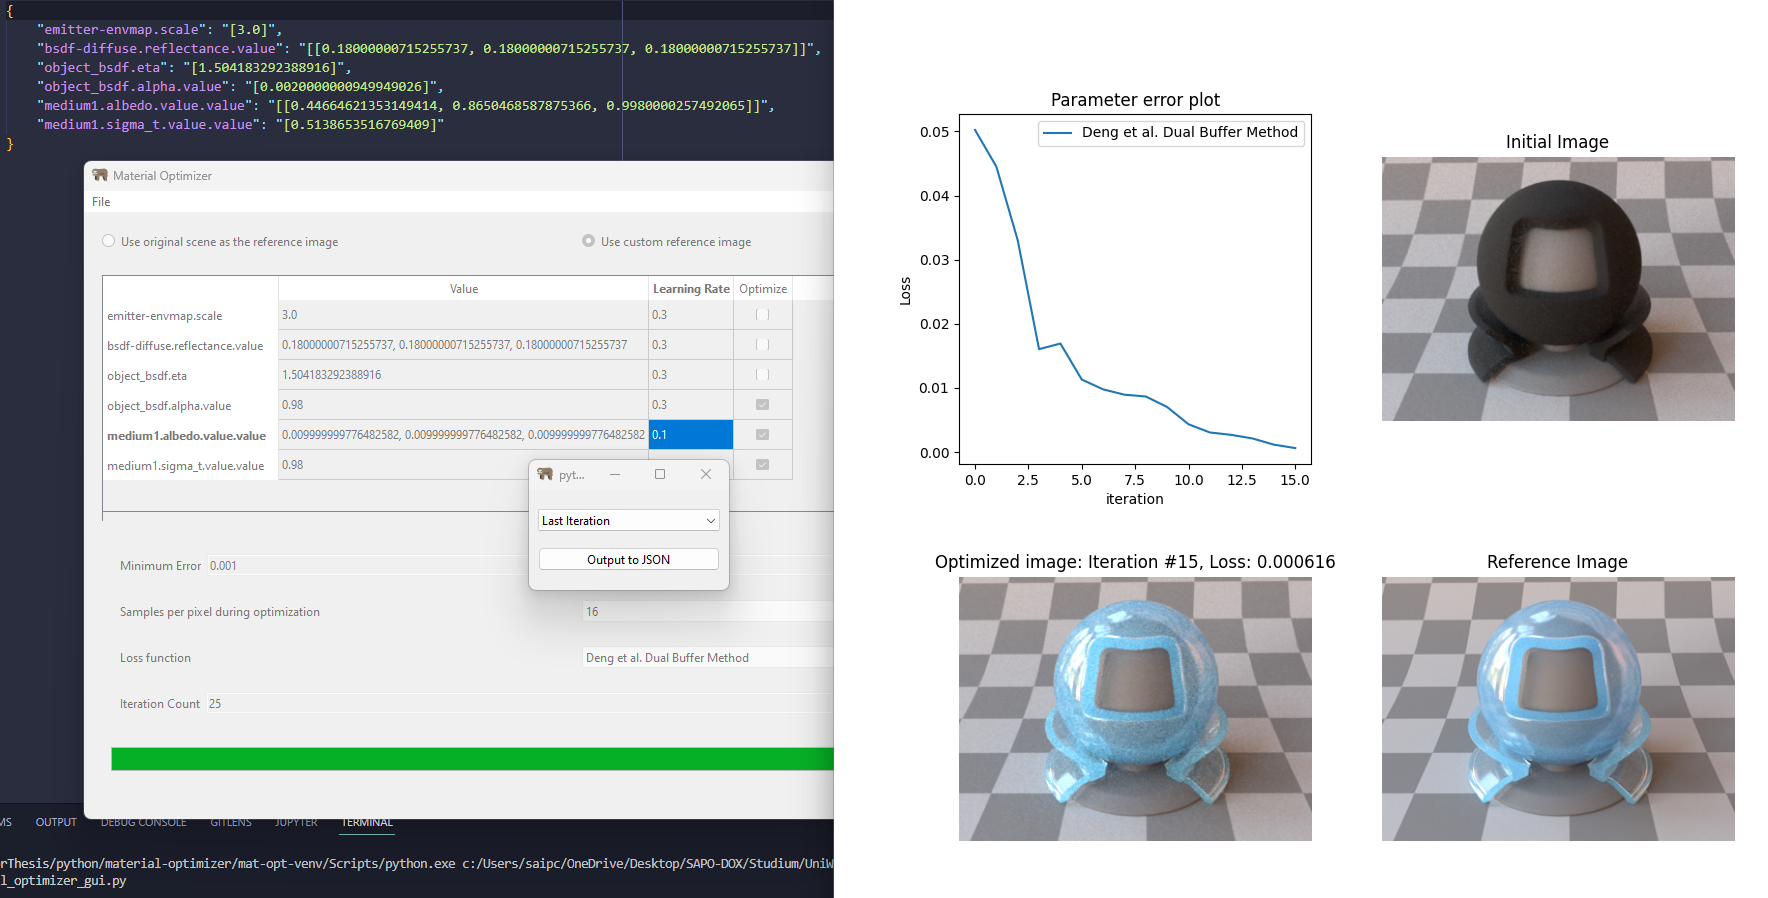 {
"emitter-envmap.scale": "[3.0]",
"bsdf-diffuse.reflectance.value": "[[0.18000000715255737, 0.18000000715255737, 0.18000000715255737]]",
"object_bsdf.eta": "[1.504183292388916]",
"object_bsdf.alpha.value": "[0.0020000000949949026]",
"medium1.albedo.value.value": "[[0.44664621353149414, 0.8650468587875366, 0.9980000257492065]]",
"medium1.sigma_t.value.value": "[0.5138653516769409]"
}
Material Optimizer
File
Use original scene as the reference image Use custom reference image
Value Learning Rate Optimize
emitter-envmap.scale 3.0 0.3
bsdf-diffuse.reflectance.value 0.18000000715255737, 0.18000000715255737, 0.18000000715255737 0.3
object_bsdf.eta 1.504183292388916 0.3
object_bsdf.alpha.value 0.98 0.3
medium1.albedo.value.value 0.009999999776482582, 0.009999999776482582, 0.009999999776482582 0.1
medium1.sigma_t.value.value 0.98
pyt...
Last Iteration
Output to JSON
Minimum Error 0.001
Samples per pixel during optimization 16
Loss function Deng et al. Dual Buffer Method
Iteration Count 25
MS OUTPUT DEBUG CONSOLE GITLENS JUPYTER TERMINAL
rThesis/python/material-optimizer/mat-opt-venv/Scripts/python.exe c:/Users/saipc/OneDrive/Desktop/SAPO-DOX/Studium/UniW
l_optimizer_gui.py
Parameter error plot
Deng et al. Dual Buffer Method
0.05
0.04
0.03
0.02
0.01
0.00
Loss
0.0 2.5 5.0 7.5 10.0 12.5 15.0
iteration
Initial Image
Optimized image: Iteration #15, Loss: 0.000616
Reference Image